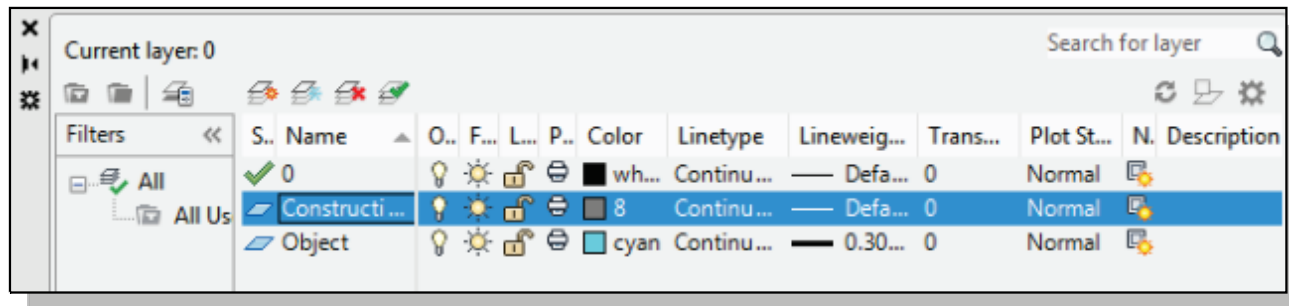 Current layer: 0
Search for layer
Filters « S.. Name O.. F... L... P.. Color Linetype Lineweig... Trans... Plot St... N. Description
All
All Us
0 wh... Continu... Defa... 0 Normal
Constructi... 8 Continu... Defa... 0 Normal
Object cyan Continu... 0.30... 0 Normal